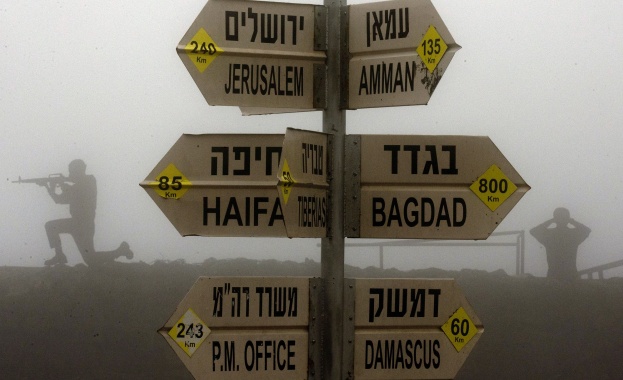 ירושלים
240
Km
JERUSALEM
עמאן
135
Km
AMMAN
חיפה
85
Km
HAIFA
טבריה
TIBERIAS
בגדד
800
Km
BAGDAD
משרד רה"מ
243
Km
P.M. OFFICE
דמשק
60
Km
DAMASCUS